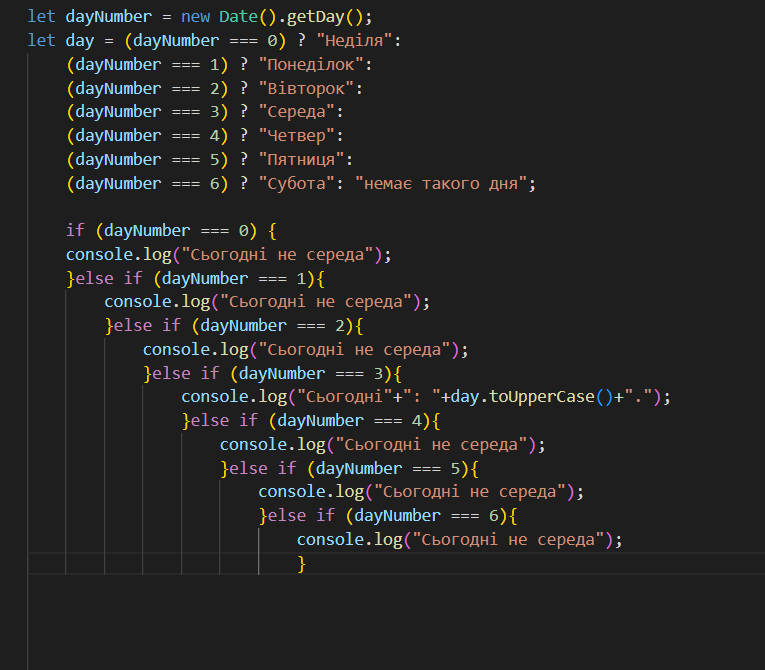 let dayNumber = new Date().getDay();
let day = (dayNumber === 0) ? "Неділя":
(dayNumber === 1) ? "Понеділок":
(dayNumber === 2) ? "Вівторок":
(dayNumber === 3) ? "Середа":
(dayNumber === 4) ? "Четвер":
(dayNumber === 5) ? "Пятниця":
(dayNumber === 6) ? "Субота": "немає такого дня";
if (dayNumber === 0) {
console.log("Сьогодні не середа");
}else if (dayNumber === 1){
console.log("Сьогодні не середа");
}else if (dayNumber === 2){
console.log("Сьогодні не середа");
}else if (dayNumber === 3){
console.log("Сьогодні"+": "+day.toUpperCase()+".");
}else if (dayNumber === 4){
console.log("Сьогодні не середа");
}else if (dayNumber === 5){
console.log("Сьогодні не середа");
}else if (dayNumber === 6){
console.log("Сьогодні не середа");
}